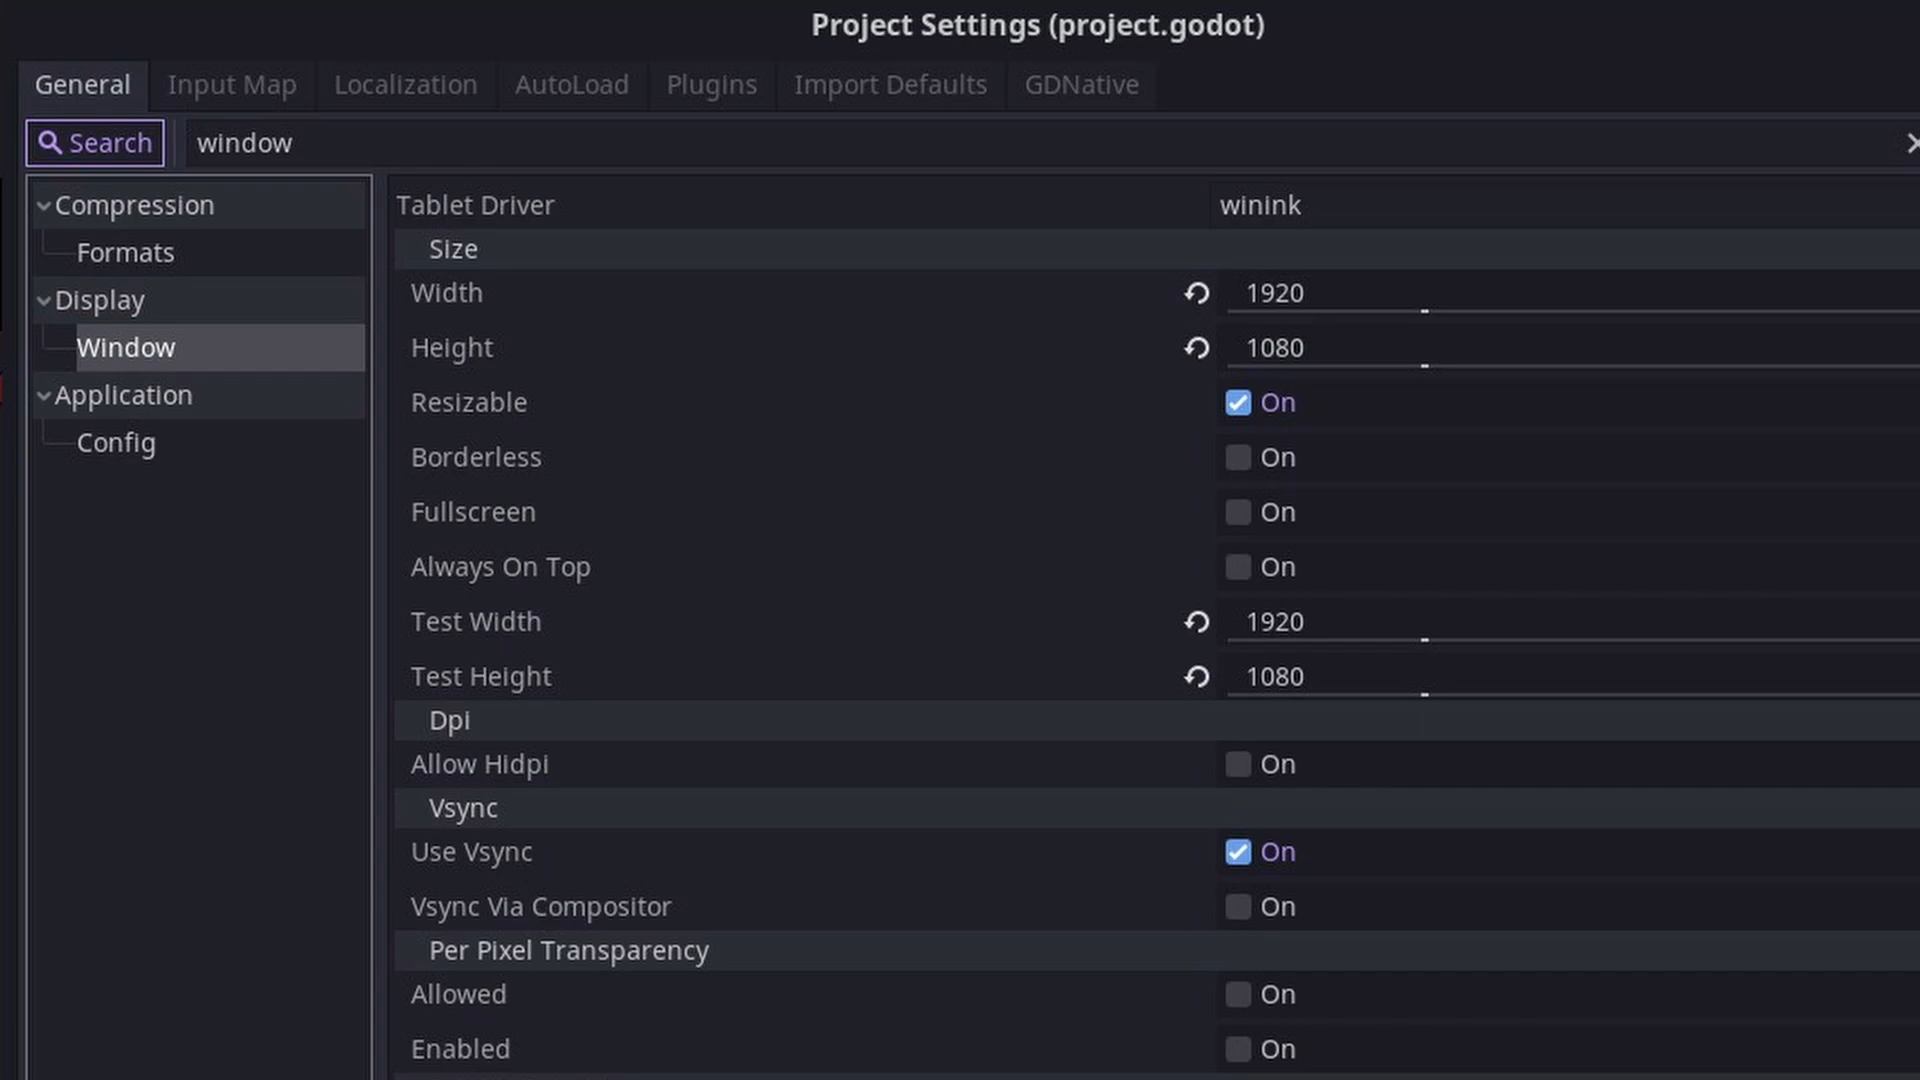 Project Settings (project.godot)
General Input Map Localization AutoLoad Plugins Import Defaults GDNative
Search window
Compression
Formats
Display
Window
Application
Config
Tablet Driver winink
Size
Width 1920
Height 1080
Resizable On
Borderless On
Fullscreen On
Always On Top On
Test Width 1920
Test Height 1080
Dpi
Allow Hidpi On
Vsync
Use Vsync On
Vsync Via Compositor On
Per Pixel Transparency
Allowed On
Enabled On